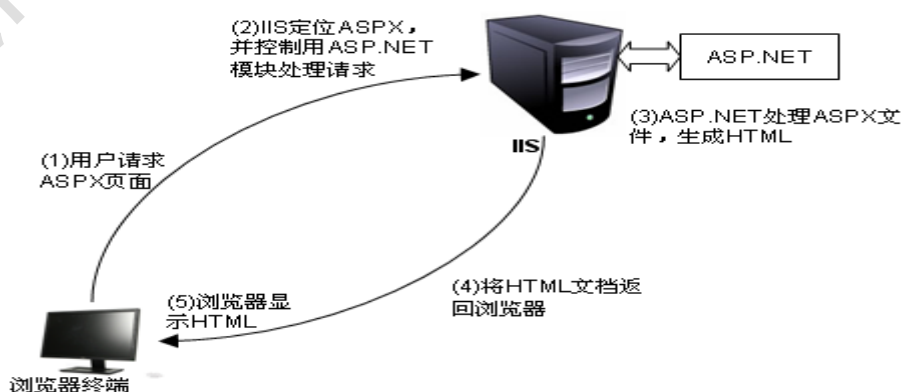 (2)IIS定位ASPX，
并控制用ASP.NET
模块处理请求
ASP.NET
(3)ASP.NET处理ASPX文
件，生成HTML
IIS
(1)用户请求
ASPX页面
(4)将HTML文档返
回浏览器
(5)浏览器显
示HTML
浏览器终端